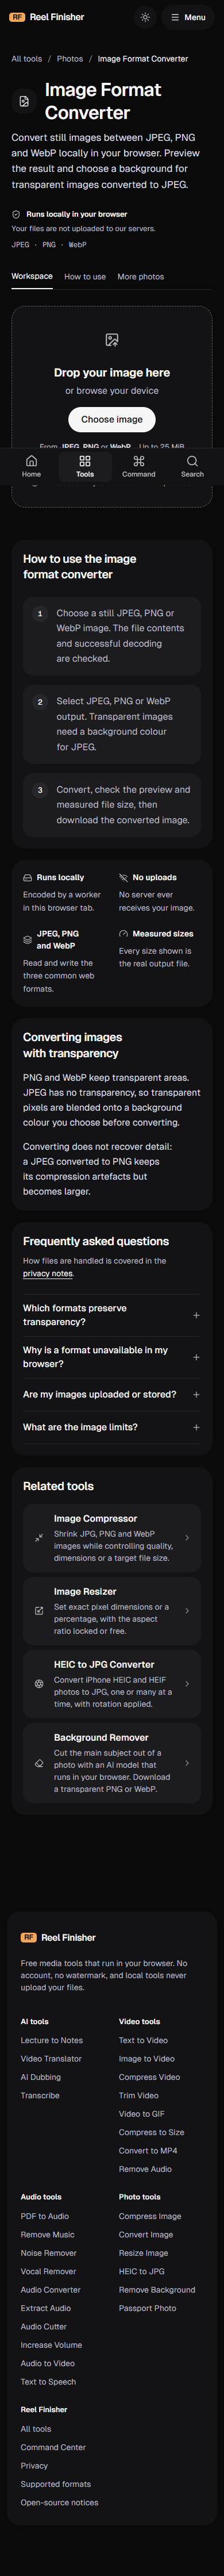 RF Reel Finisher
Menu
All tools / Photos / Image Format Converter
Image Format
Converter
Convert still images between JPEG, PNG
and WebP locally in your browser. Preview
the result and choose a background for
transparent images converted to JPEG.
Runs locally in your browser
Your files are not uploaded to our servers.
JPEG · PNG · WebP
Workspace
How to use
More photos
Drop your image here
or browse your device
Choose image
From JPEG, PNG or WebP Up to 25 MiB
Home
Tools
Command
Search
How to use the image
format converter
1
Choose a still JPEG, PNG or
WebP image. The file contents
and successful decoding
are checked.
2
Select JPEG, PNG or WebP
output. Transparent images
need a background colour
for JPEG.
3
Convert, check the preview and
measured file size, then
download the converted image.
Runs locally
Encoded by a worker
in this browser tab.
No uploads
No server ever
receives your image.
JPEG, PNG
and WebP
Read and write the
three common web
formats.
Measured sizes
Every size shown is
the real output file.
Converting images
with transparency
PNG and WebP keep transparent areas.
JPEG has no transparency, so transparent
pixels are blended onto a background
colour you choose before converting.
Converting does not recover detail:
a JPEG converted to PNG keeps
its compression artefacts but
becomes larger.
Frequently asked questions
How files are handled is covered in the
privacy notes.
Which formats preserve
transparency?
Why is a format unavailable in my
browser?
Are my images uploaded or stored?
What are the image limits?
Related tools
Image Compressor
Shrink JPG, PNG and WebP
images while controlling quality,
dimensions or a target file size.
Image Resizer
Set exact pixel dimensions or a
percentage, with the aspect
ratio locked or free.
HEIC to JPG Converter
Convert iPhone HEIC and HEIF
photos to JPG, one or many at a
time, with rotation applied.
Background Remover
Cut the main subject out of a
photo with an AI model that
runs in your browser. Download
a transparent PNG or WebP.
RF Reel Finisher
Free media tools that run in your browser. No
account, no watermark, and local tools never
upload your files.
AI tools
Lecture to Notes
Video Translator
AI Dubbing
Transcribe
Video tools
Text to Video
Image to Video
Compress Video
Trim Video
Video to GIF
Compress to Size
Convert to MP4
Remove Audio
Audio tools
PDF to Audio
Remove Music
Noise Remover
Vocal Remover
Audio Converter
Extract Audio
Audio Cutter
Increase Volume
Audio to Video
Text to Speech
Photo tools
Compress Image
Convert Image
Resize Image
HEIC to JPG
Remove Background
Passport Photo
Reel Finisher
All tools
Command Center
Privacy
Supported formats
Open-source notices